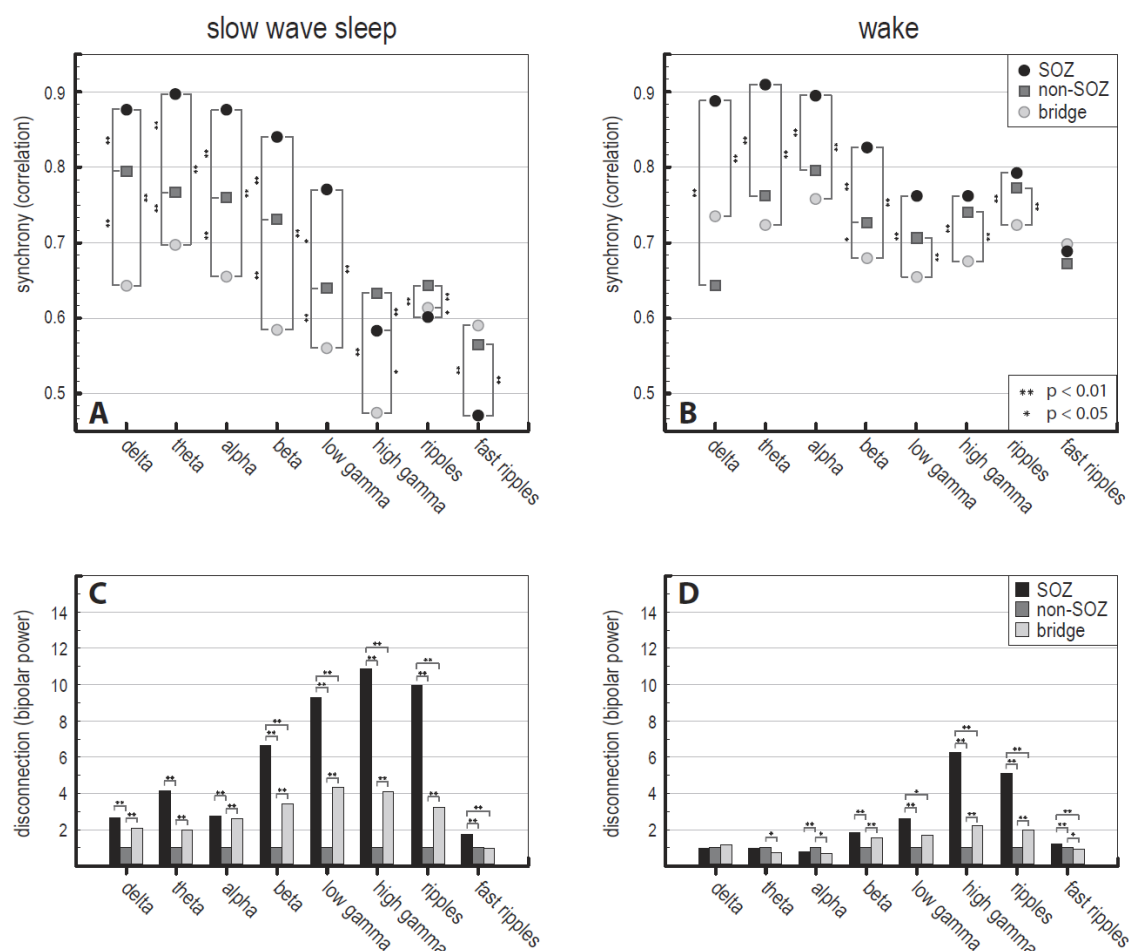 slow wave sleep
wake
synchrony (correlation)
0.9
0.8
0.7
0.6
0.5
A
delta
theta
alpha
beta
low gamma
high gamma
ripples
fast ripples
synchrony (correlation)
0.9
0.8
0.7
0.6
0.5
SOZ
non-SOZ
bridge
** p < 0.01
* p < 0.05
B
delta
theta
alpha
beta
low gamma
high gamma
ripples
fast ripples
disconnection (bipolar power)
14
12
10
8
6
4
2
C
delta
theta
alpha
beta
low gamma
high gamma
ripples
fast ripples
disconnection (bipolar power)
14
12
10
8
6
4
2
D
SOZ
non-SOZ
bridge
delta
theta
alpha
beta
low gamma
high gamma
ripples
fast ripples